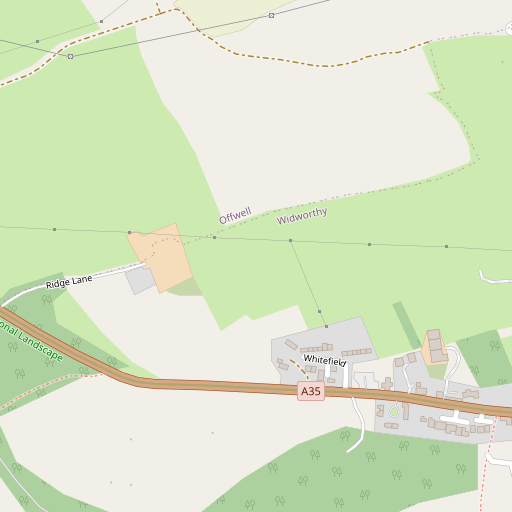 Offwell
Widworthy
Ridge Lane
onal Landscape
Whitefield
A35